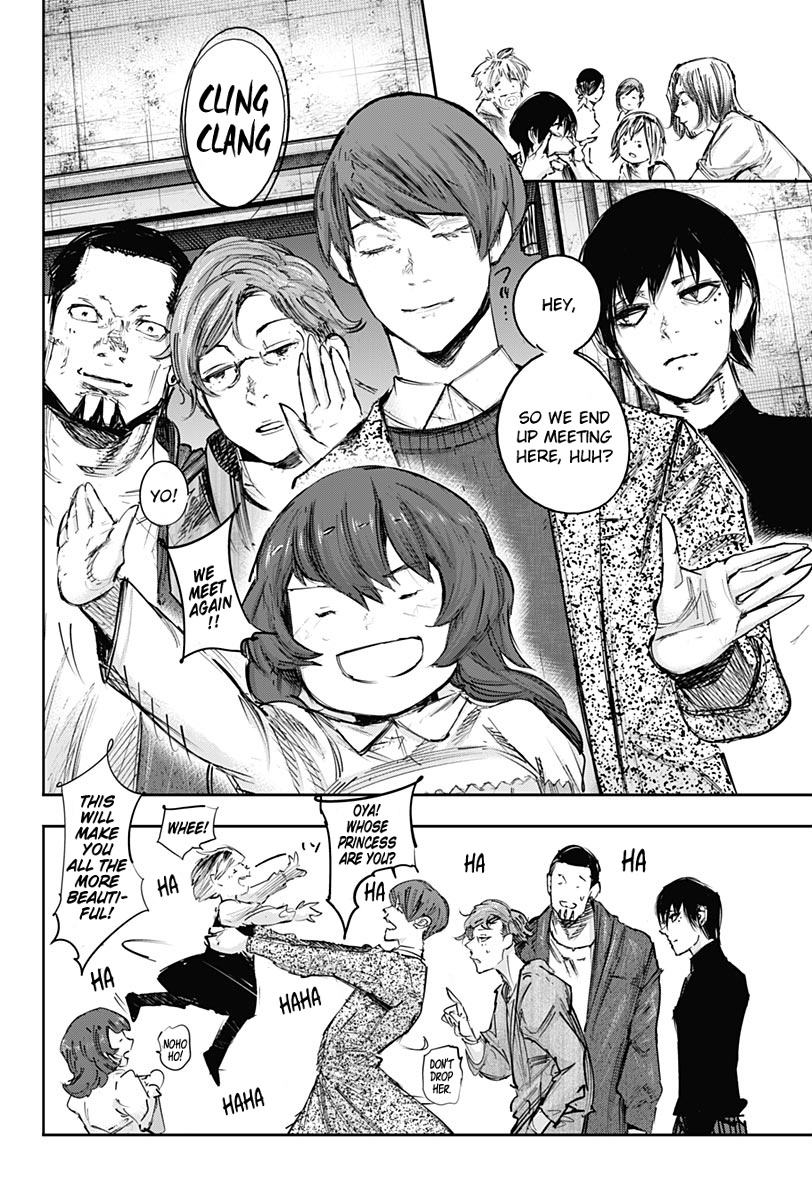 CLING
CLANG
HEY,
SO WE END
UP MEETING
HERE, HUH?
YO!
WE
MEET
AGAIN
!!
OYA!
WHOSE
PRINCESS
ARE YOU?
WHEE!
THIS
WILL
MAKE
YOU
ALL THE
MORE
BEAUTI-
FUL!
HA
HA
HA
HA
HA
HAHA
HAHA
NOHO
HO!
DON'T
DROP
HER.